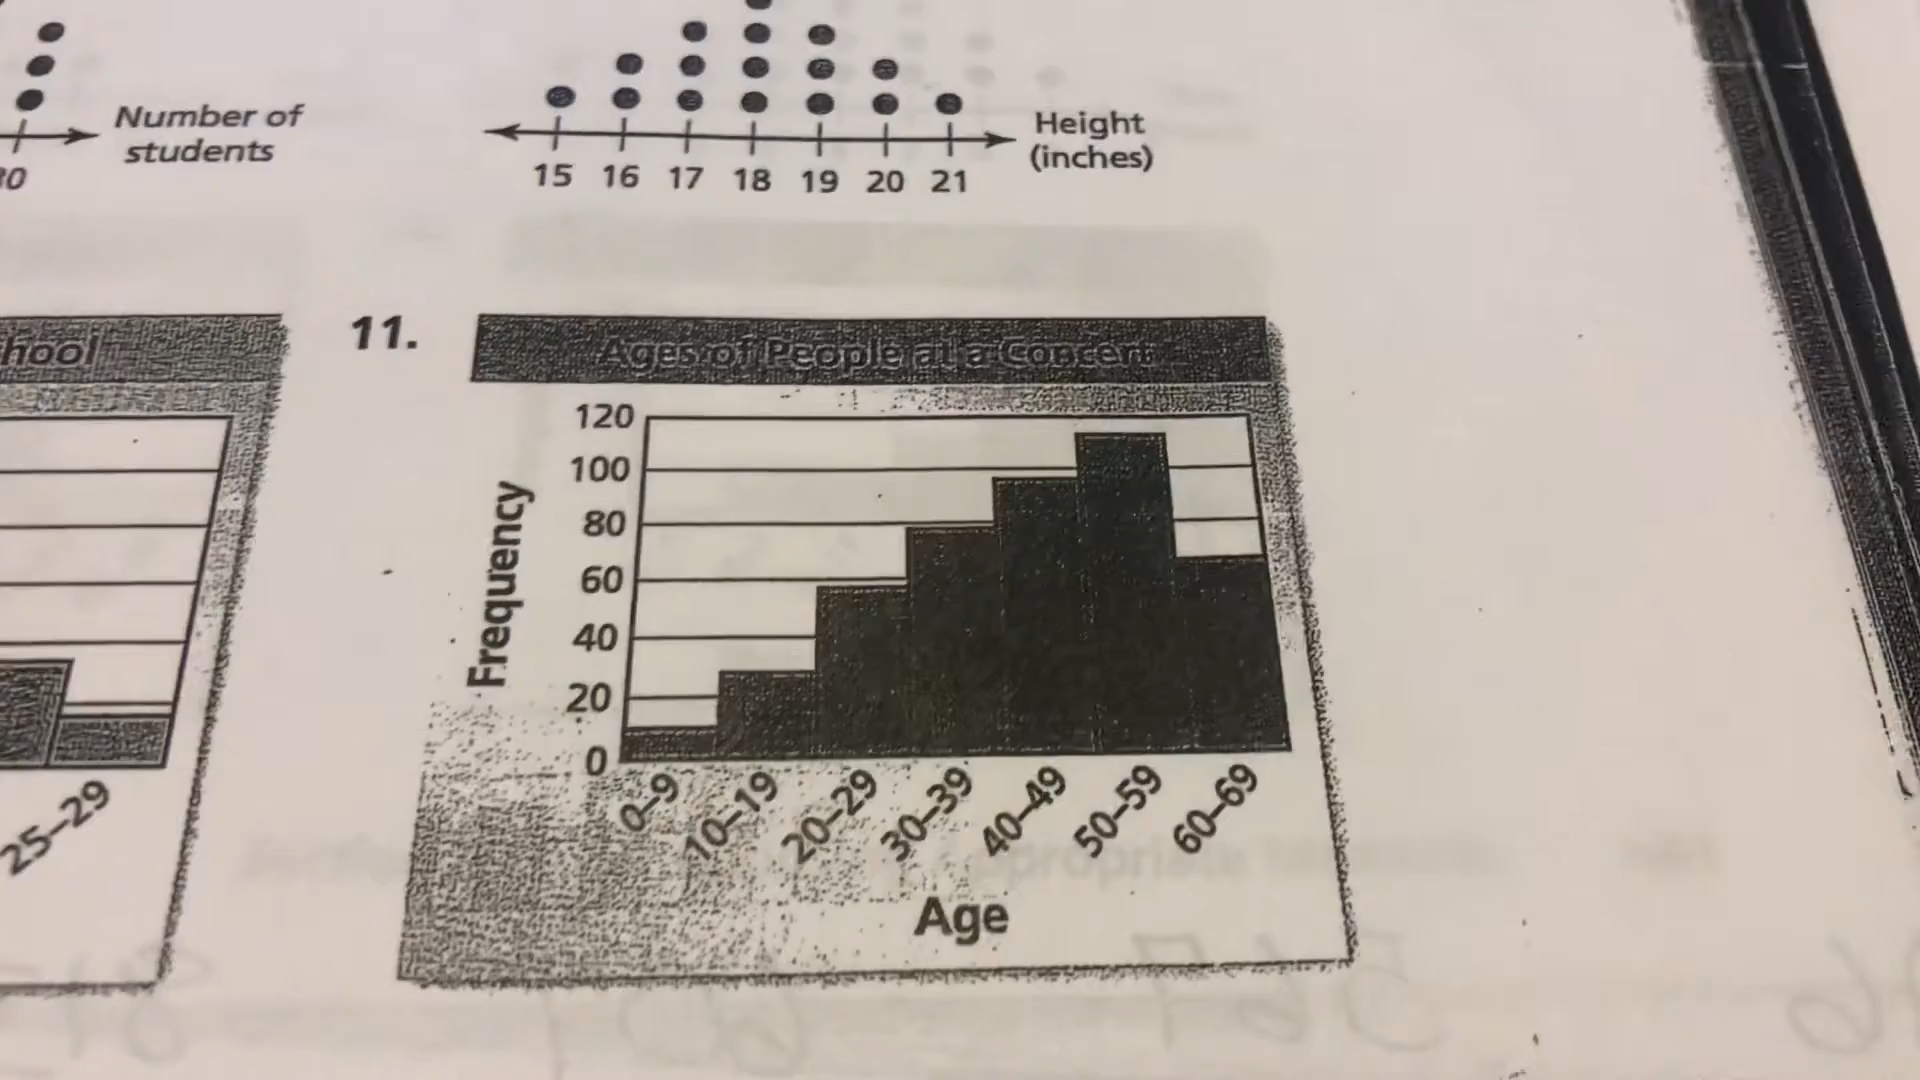 Number of
students
30
Height
(inches)
15 16 17 18 19 20 21
hool
25–29
11.
Ages of People at a Concert
Frequency
120
100
80
60
40
20
0
0–9 10–19 20–29 30–39 40–49 50–59 60–69
Age